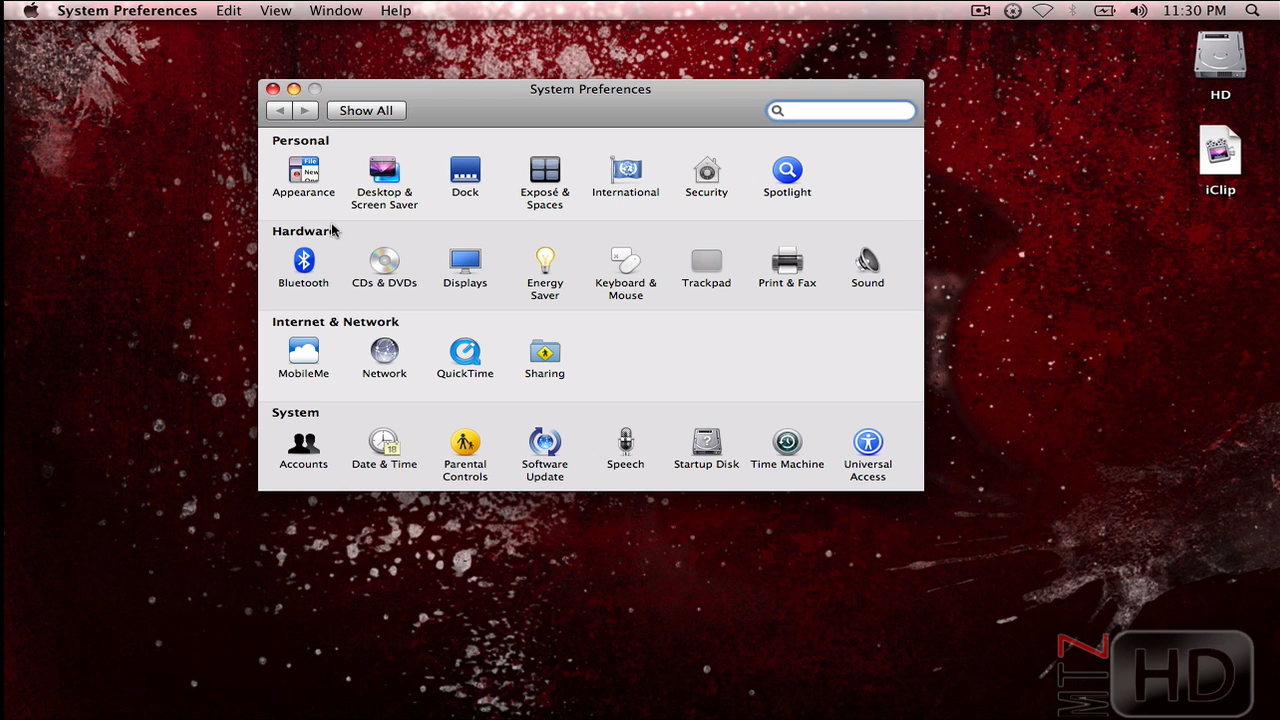 System Preferences Edit View Window Help 11:30 PM
HD
iClip
System Preferences
Show All
Personal
Appearance
Desktop &
Screen Saver
Dock
Exposé &
Spaces
International
Security
Spotlight
Hardware
Bluetooth
CDs & DVDs
Displays
Energy
Saver
Keyboard &
Mouse
Trackpad
Print & Fax
Sound
Internet & Network
MobileMe
Network
QuickTime
Sharing
System
Accounts
Date & Time
Parental
Controls
Software
Update
Speech
Startup Disk
Time Machine
Universal
Access
File
New
18
?
MTZ
HD